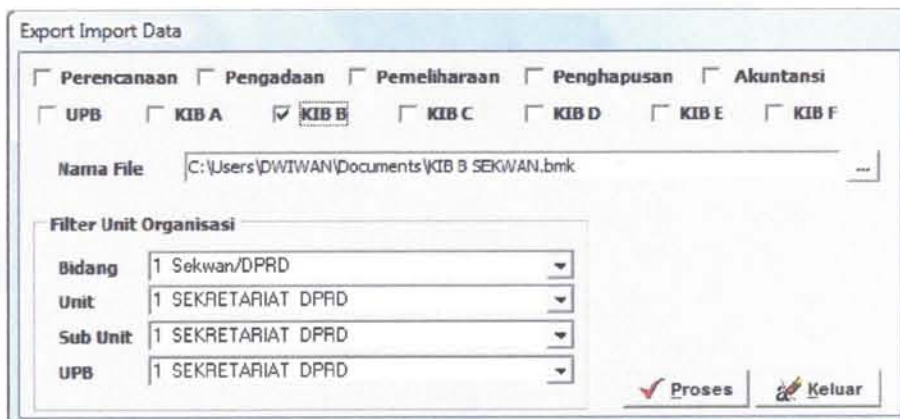 Export Import Data
Perencanaan Pengadaan Pemeliharaan Penghapusan Akuntansi
UPB KIB A KIB B KIB C KIB D KIB E KIB F
Nama File C:\Users\DWIWAN\Documents\KIB B SEKWAN.bmk ...
Filter Unit Organisasi
Bidang 1 Sekwan/DPRD
Unit 1 SEKRETARIAT DPRD
Sub Unit 1 SEKRETARIAT DPRD
UPB 1 SEKRETARIAT DPRD
Proses Keluar